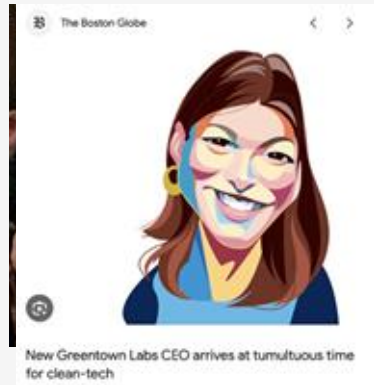 The Boston Globe
New Greentown Labs CEO arrives at tumultuous time
for clean-tech